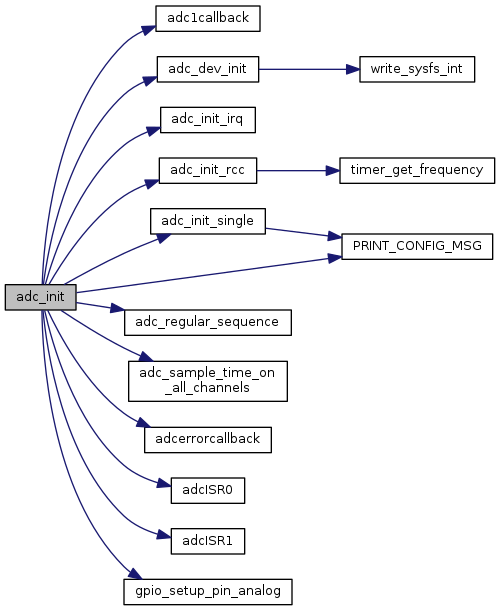 adc1callback
adc_dev_init
write_sysfs_int
adc_init_irq
adc_init_rcc
timer_get_frequency
adc_init_single
PRINT_CONFIG_MSG
adc_init
adc_regular_sequence
adc_sample_time_on
_all_channels
adcerrorcallback
adcISR0
adcISR1
gpio_setup_pin_analog